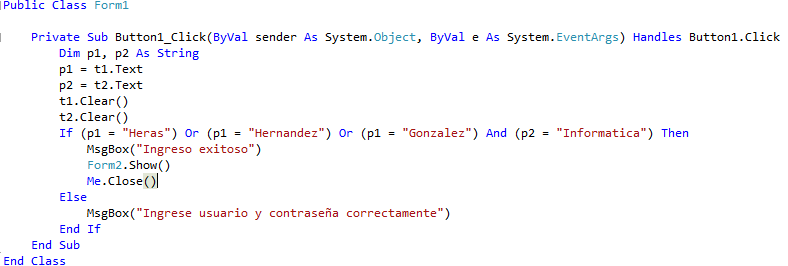 Public Class Form1
Private Sub Button1_Click(ByVal sender As System.Object, ByVal e As System.EventArgs) Handles Button1.Click
Dim p1, p2 As String
p1 = t1.Text
p2 = t2.Text
t1.Clear()
t2.Clear()
If (p1 = "Heras") Or (p1 = "Hernandez") Or (p1 = "Gonzalez") And (p2 = "Informatica") Then
MsgBox("Ingreso exitoso")
Form2.Show()
Me.Close()
Else
MsgBox("Ingrese usuario y contraseña correctamente")
End If
End Sub
End Class